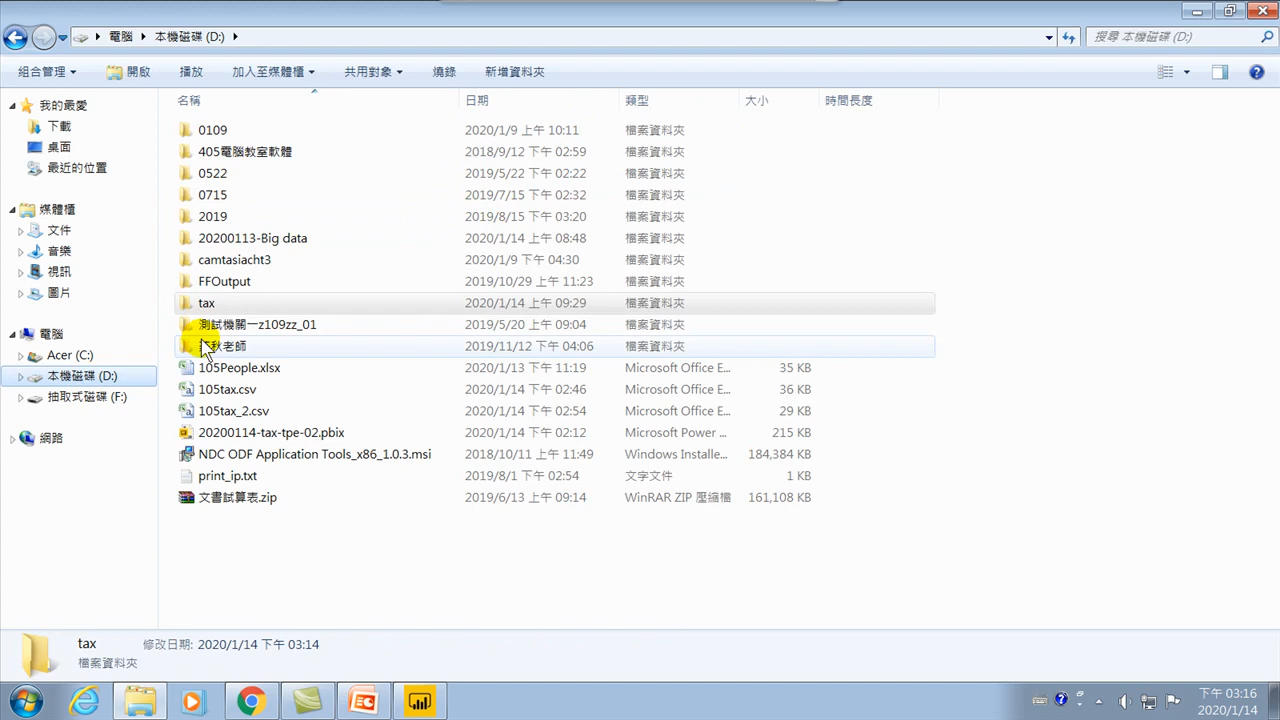 電腦 本機磁碟 (D:) 搜尋 本機磁碟 (D:)
組合管理 開啟 播放 加入至媒體櫃 共用對象 燒錄 新增資料夾
我的最愛
下載
桌面
最近的位置
媒體櫃
文件
音樂
視訊
圖片
電腦
Acer (C:)
本機磁碟 (D:)
抽取式磁碟 (F:)
網路
名稱 日期 類型 大小 時間長度
0109 2020/1/9 上午 10:11 檔案資料夾
405電腦教室軟體 2018/9/12 下午 02:59 檔案資料夾
0522 2019/5/22 下午 02:22 檔案資料夾
0715 2019/7/15 下午 02:32 檔案資料夾
2019 2019/8/15 下午 03:20 檔案資料夾
20200113-Big data 2020/1/14 上午 08:48 檔案資料夾
camtasiacht3 2020/1/9 下午 04:30 檔案資料夾
FFOutput 2019/10/29 上午 11:23 檔案資料夾
tax 2020/1/14 上午 09:29 檔案資料夾
測試機關一z109zz_01 2019/5/20 上午 09:04 檔案資料夾
秋老師 2019/11/12 下午 04:06 檔案資料夾
105People.xlsx 2020/1/13 上午 11:19 Microsoft Office E... 35 KB
105tax.csv 2020/1/14 下午 02:46 Microsoft Office E... 36 KB
105tax_2.csv 2020/1/14 下午 02:54 Microsoft Office E... 29 KB
20200114-tax-tpe-02.pbix 2020/1/14 下午 02:12 Microsoft Power ... 215 KB
NDC ODF Application Tools_x86_1.0.3.msi 2018/10/11 上午 11:49 Windows Installe... 184,384 KB
print_ip.txt 2019/8/1 下午 02:54 文字文件 1 KB
文書試算表.zip 2019/6/13 上午 09:14 WinRAR ZIP 壓縮檔 161,108 KB
tax 修改日期: 2020/1/14 下午 03:14
檔案資料夾
下午 03:16
2020/1/14